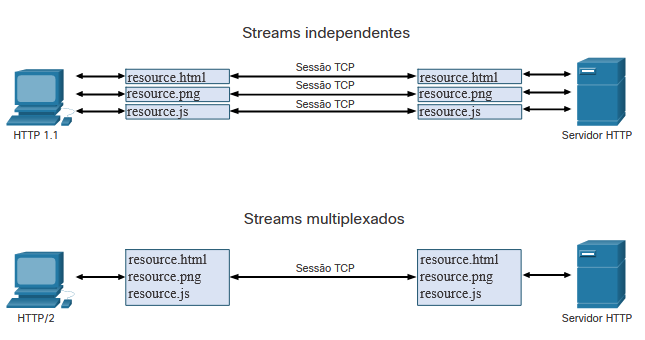 Streams independentes
Sessão TCP
resource.html
resource.html
Sessão TCP
resource.png
resource.png
Sessão TCP
resource.js
resource.js
HTTP 1.1
Servidor HTTP
Streams multiplexados
resource.html
resource.png
resource.js
Sessão TCP
resource.html
resource.png
resource.js
HTTP/2
Servidor HTTP